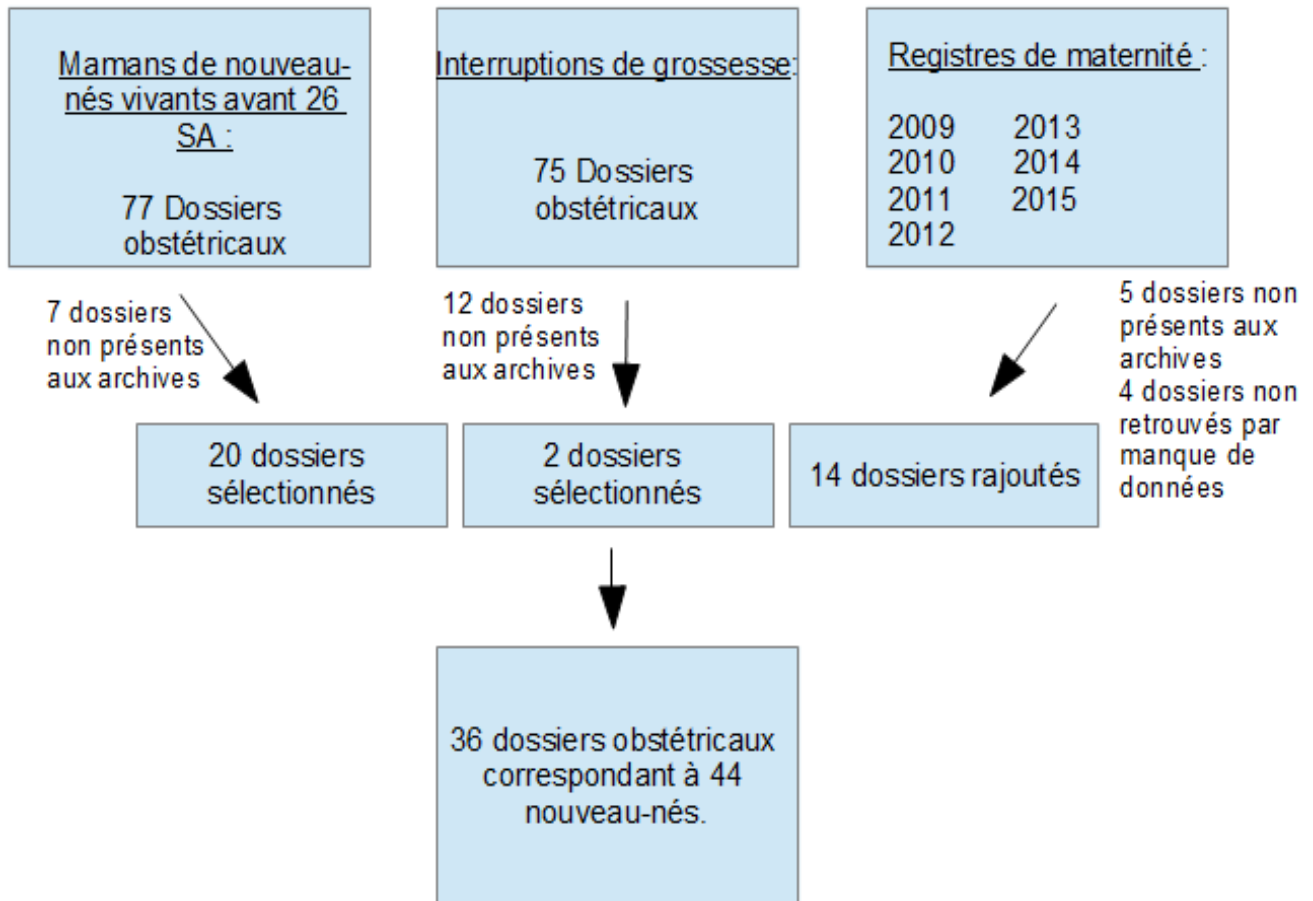 Mamans de nouveau-
nés vivants avant 26
SA :
77 Dossiers
obstétricaux
Interruptions de grossesse:
75 Dossiers
obstétricaux
Registres de maternité :
2009 2013
2010 2014
2011 2015
2012
7 dossiers
non présents
aux archives
12 dossiers
non présents
aux archives
5 dossiers non
présents aux
archives
4 dossiers non
retrouvés par
manque de
données
20 dossiers
sélectionnés
2 dossiers
sélectionnés
14 dossiers rajoutés
36 dossiers obstétricaux
correspondant à 44
nouveau-nés.